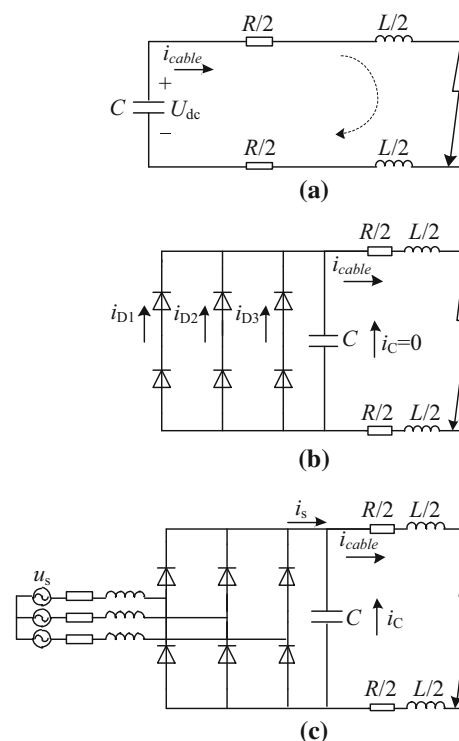 R/2 L/2
i_cable
+
C U_dc
−
R/2 L/2
(a)
R/2 L/2
i_cable
i_D1 i_D2 i_D3 C i_C=0
R/2 L/2
(b)
i_s R/2 L/2
i_cable
u_s
C i_C
R/2 L/2
(c)